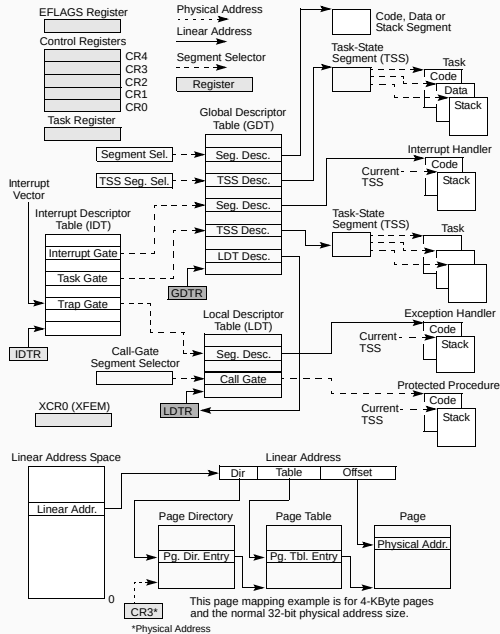 EFLAGS Register
Control Registers
CR4
CR3
CR2
CR1
CR0
Task Register
Physical Address
Linear Address
Segment Selector
Register
Code, Data or
Stack Segment
Task-State
Segment (TSS)
Task
Code
Data
Stack
Global Descriptor
Table (GDT)
Segment Sel.
Seg. Desc.
TSS Seg. Sel.
TSS Desc.
Interrupt Handler
Code
Current
TSS
Stack
Interrupt
Vector
Interrupt Descriptor
Table (IDT)
Seg. Desc.
Task-State
Segment (TSS)
Task
TSS Desc.
Interrupt Gate
LDT Desc.
Task Gate
GDTR
Trap Gate
Local Descriptor
Table (LDT)
Exception Handler
Code
Current
TSS
Stack
IDTR
Call-Gate
Segment Selector
Seg. Desc.
Call Gate
Protected Procedure
Code
Current
TSS
Stack
XCR0 (XFEM)
LDTR
Linear Address Space
Linear Address
Dir
Table
Offset
Linear Addr.
Page Directory
Page Table
Page
Physical Addr.
Pg. Dir. Entry
Pg. Tbl. Entry
0
CR3*
This page mapping example is for 4-KByte pages
and the normal 32-bit physical address size.
*Physical Address